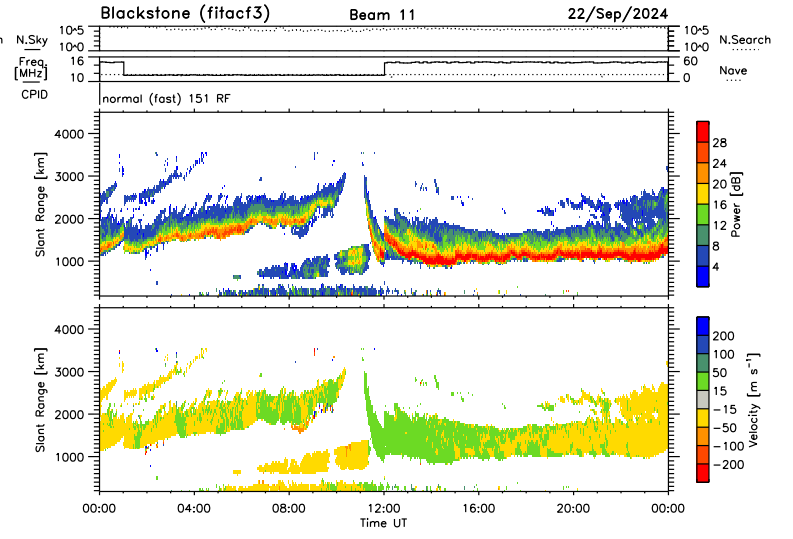 Blackstone (fitacf3) Beam 11 22/Sep/2024
N.Sky 10^5 10^0 10^5 10^0 N.Search
Freq. [MHz] 16 10 60 0 Nave
CPID normal (fast) 151 RF
Slant Range [km] 4000 3000 2000 1000
28 24 20 16 12 8 4 Power [dB]
Slant Range [km] 4000 3000 2000 1000
200 100 50 15 −15 −50 −100 −200 Velocity [m s⁻¹]
00:00 04:00 08:00 12:00 16:00 20:00 00:00
Time UT